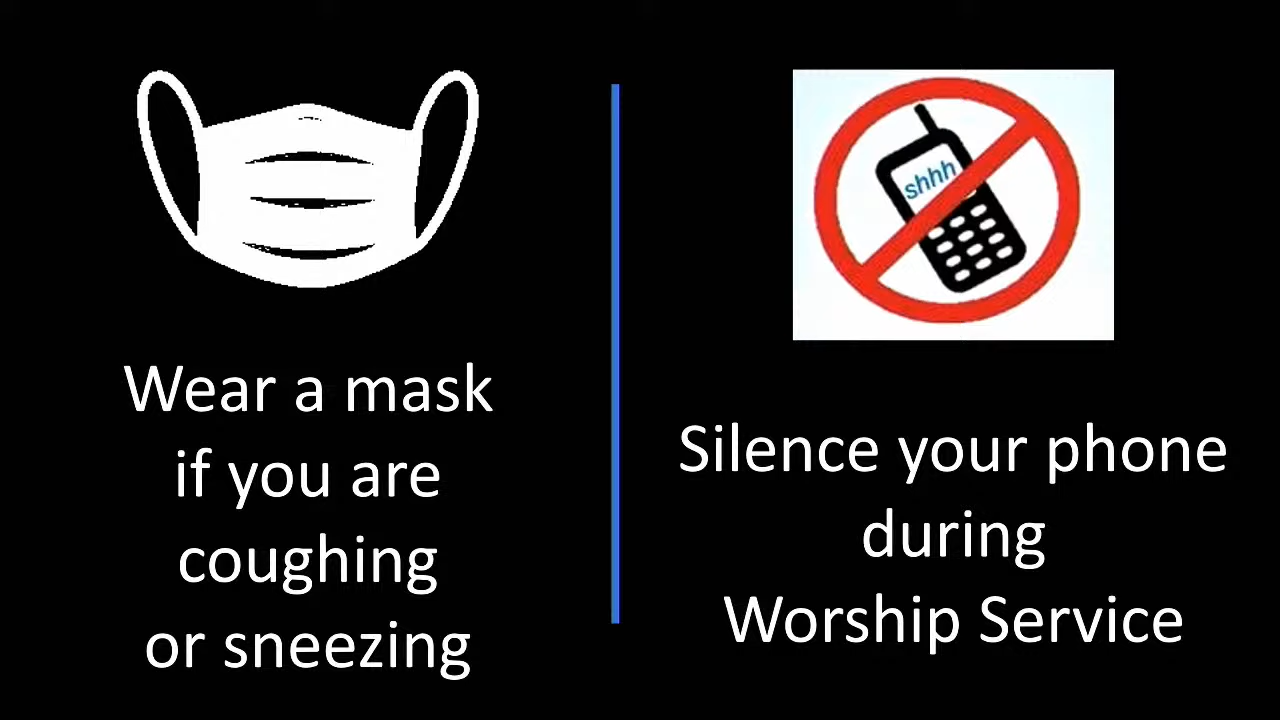 Wear a mask
if you are
coughing
or sneezing
shhh
Silence your phone
during
Worship Service